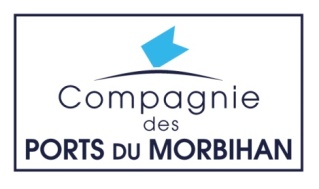 Compagnie
des
PORTS DU MORBIHAN